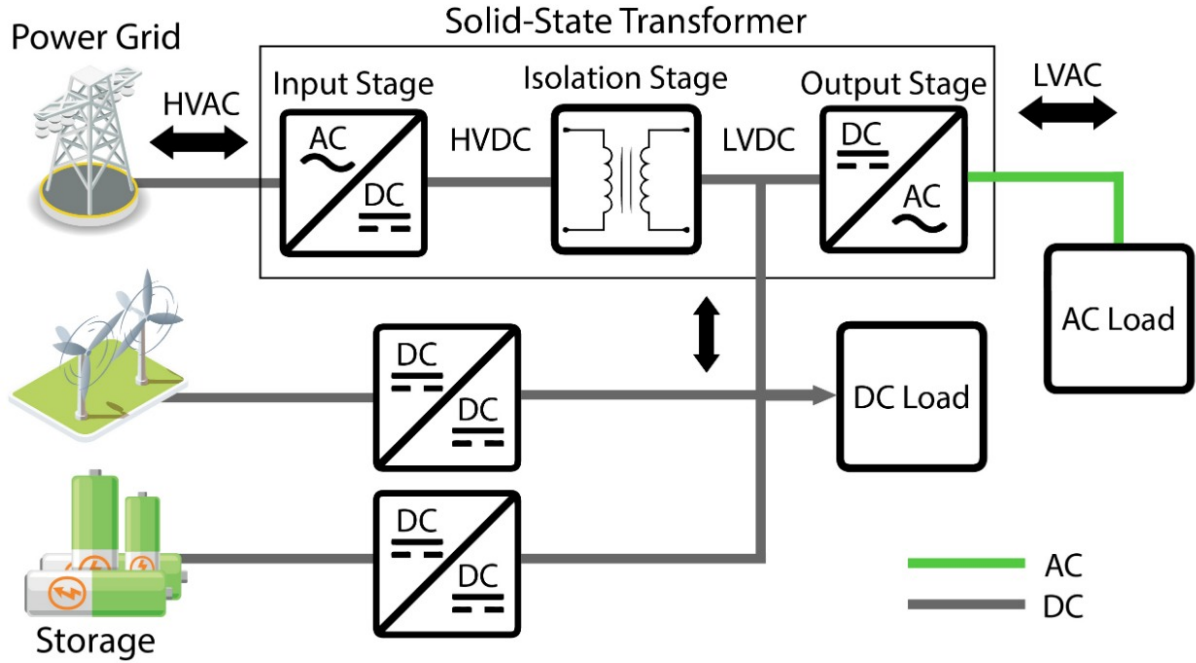 Solid-State Transformer
Power Grid
HVAC
Input Stage
Isolation Stage
Output Stage
LVAC
AC
DC
HVDC
LVDC
DC
AC
AC Load
DC
DC
DC Load
DC
DC
Storage
AC
DC